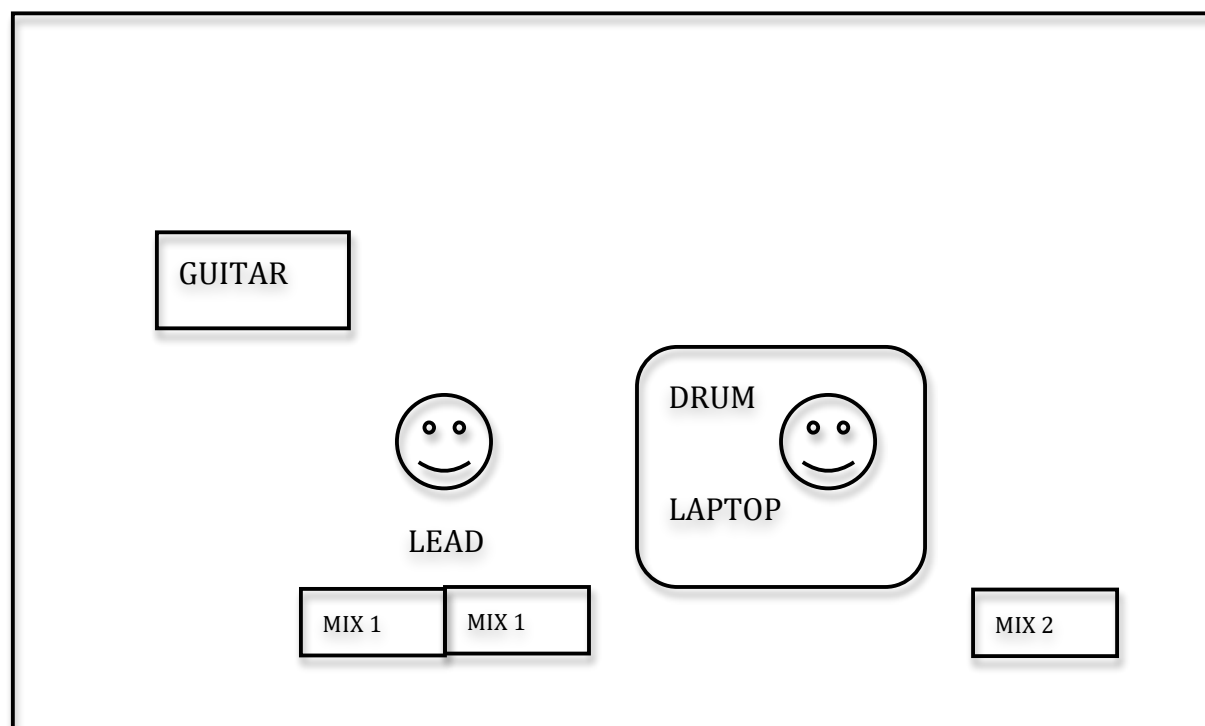 GUITAR
DRUM
LAPTOP
LEAD
MIX 1
MIX 1
MIX 2